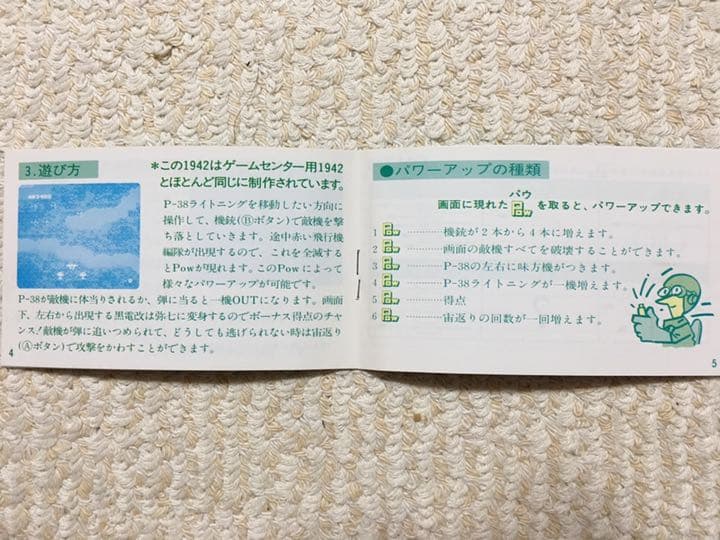 3.遊び方
＊この1942はゲームセンター用1942
とほとんど同じに制作されています。
P-38ライトニングを移動したい方向に
操作して、機銃(Ⓑボタン)で敵機を撃
ち落としていきます。途中赤い飛行機
編隊が出現するので、これを全滅する
とPowが現れます。このPowによって
様々なパワーアップが可能です。
P-38が敵機に体当りされるか、弾に当ると一機OUTになります。画面
下、左右から出現する黒電改は弥七に変身するのでボーナス得点のチャ
ンス!敵機が弾に追いつめられて、どうしても逃げられない時は宙返り
(Ⓐボタン)で攻撃をかわすことができます。
4
●パワーアップの種類
パウ
画面に現れた Pow を取ると、パワーアップできます。
1 Pow ………機銃が2本から4本に増えます。
2 Pow ………画面の敵機すべてを破壊することができます。
3 Pow ………P-38の左右に味方機がつきます。
4 Pow ………P-38ライトニングが一機増えます。
5 Pow ………得点
6 Pow ………宙返りの回数が一回増えます。
5